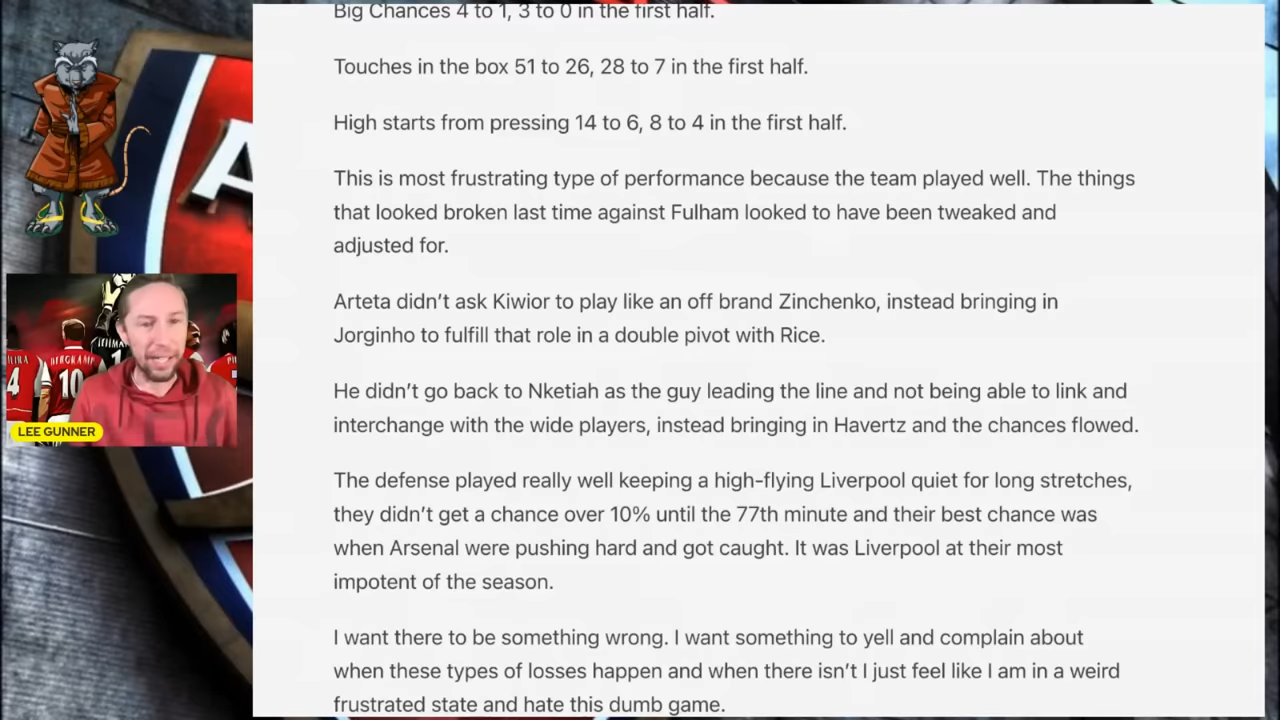 Big Chances 4 to 1, 3 to 0 in the first half.
Touches in the box 51 to 26, 28 to 7 in the first half.
High starts from pressing 14 to 6, 8 to 4 in the first half.
This is most frustrating type of performance because the team played well. The things
that looked broken last time against Fulham looked to have been tweaked and
adjusted for.
Arteta didn’t ask Kiwior to play like an off brand Zinchenko, instead bringing in
Jorginho to fulfill that role in a double pivot with Rice.
He didn’t go back to Nketiah as the guy leading the line and not being able to link and
interchange with the wide players, instead bringing in Havertz and the chances flowed.
The defense played really well keeping a high-flying Liverpool quiet for long stretches,
they didn’t get a chance over 10% until the 77th minute and their best chance was
when Arsenal were pushing hard and got caught. It was Liverpool at their most
impotent of the season.
I want there to be something wrong. I want something to yell and complain about
when these types of losses happen and when there isn’t I just feel like I am in a weird
frustrated state and hate this dumb game.
BERGKAMP
4
10
LEE GUNNER